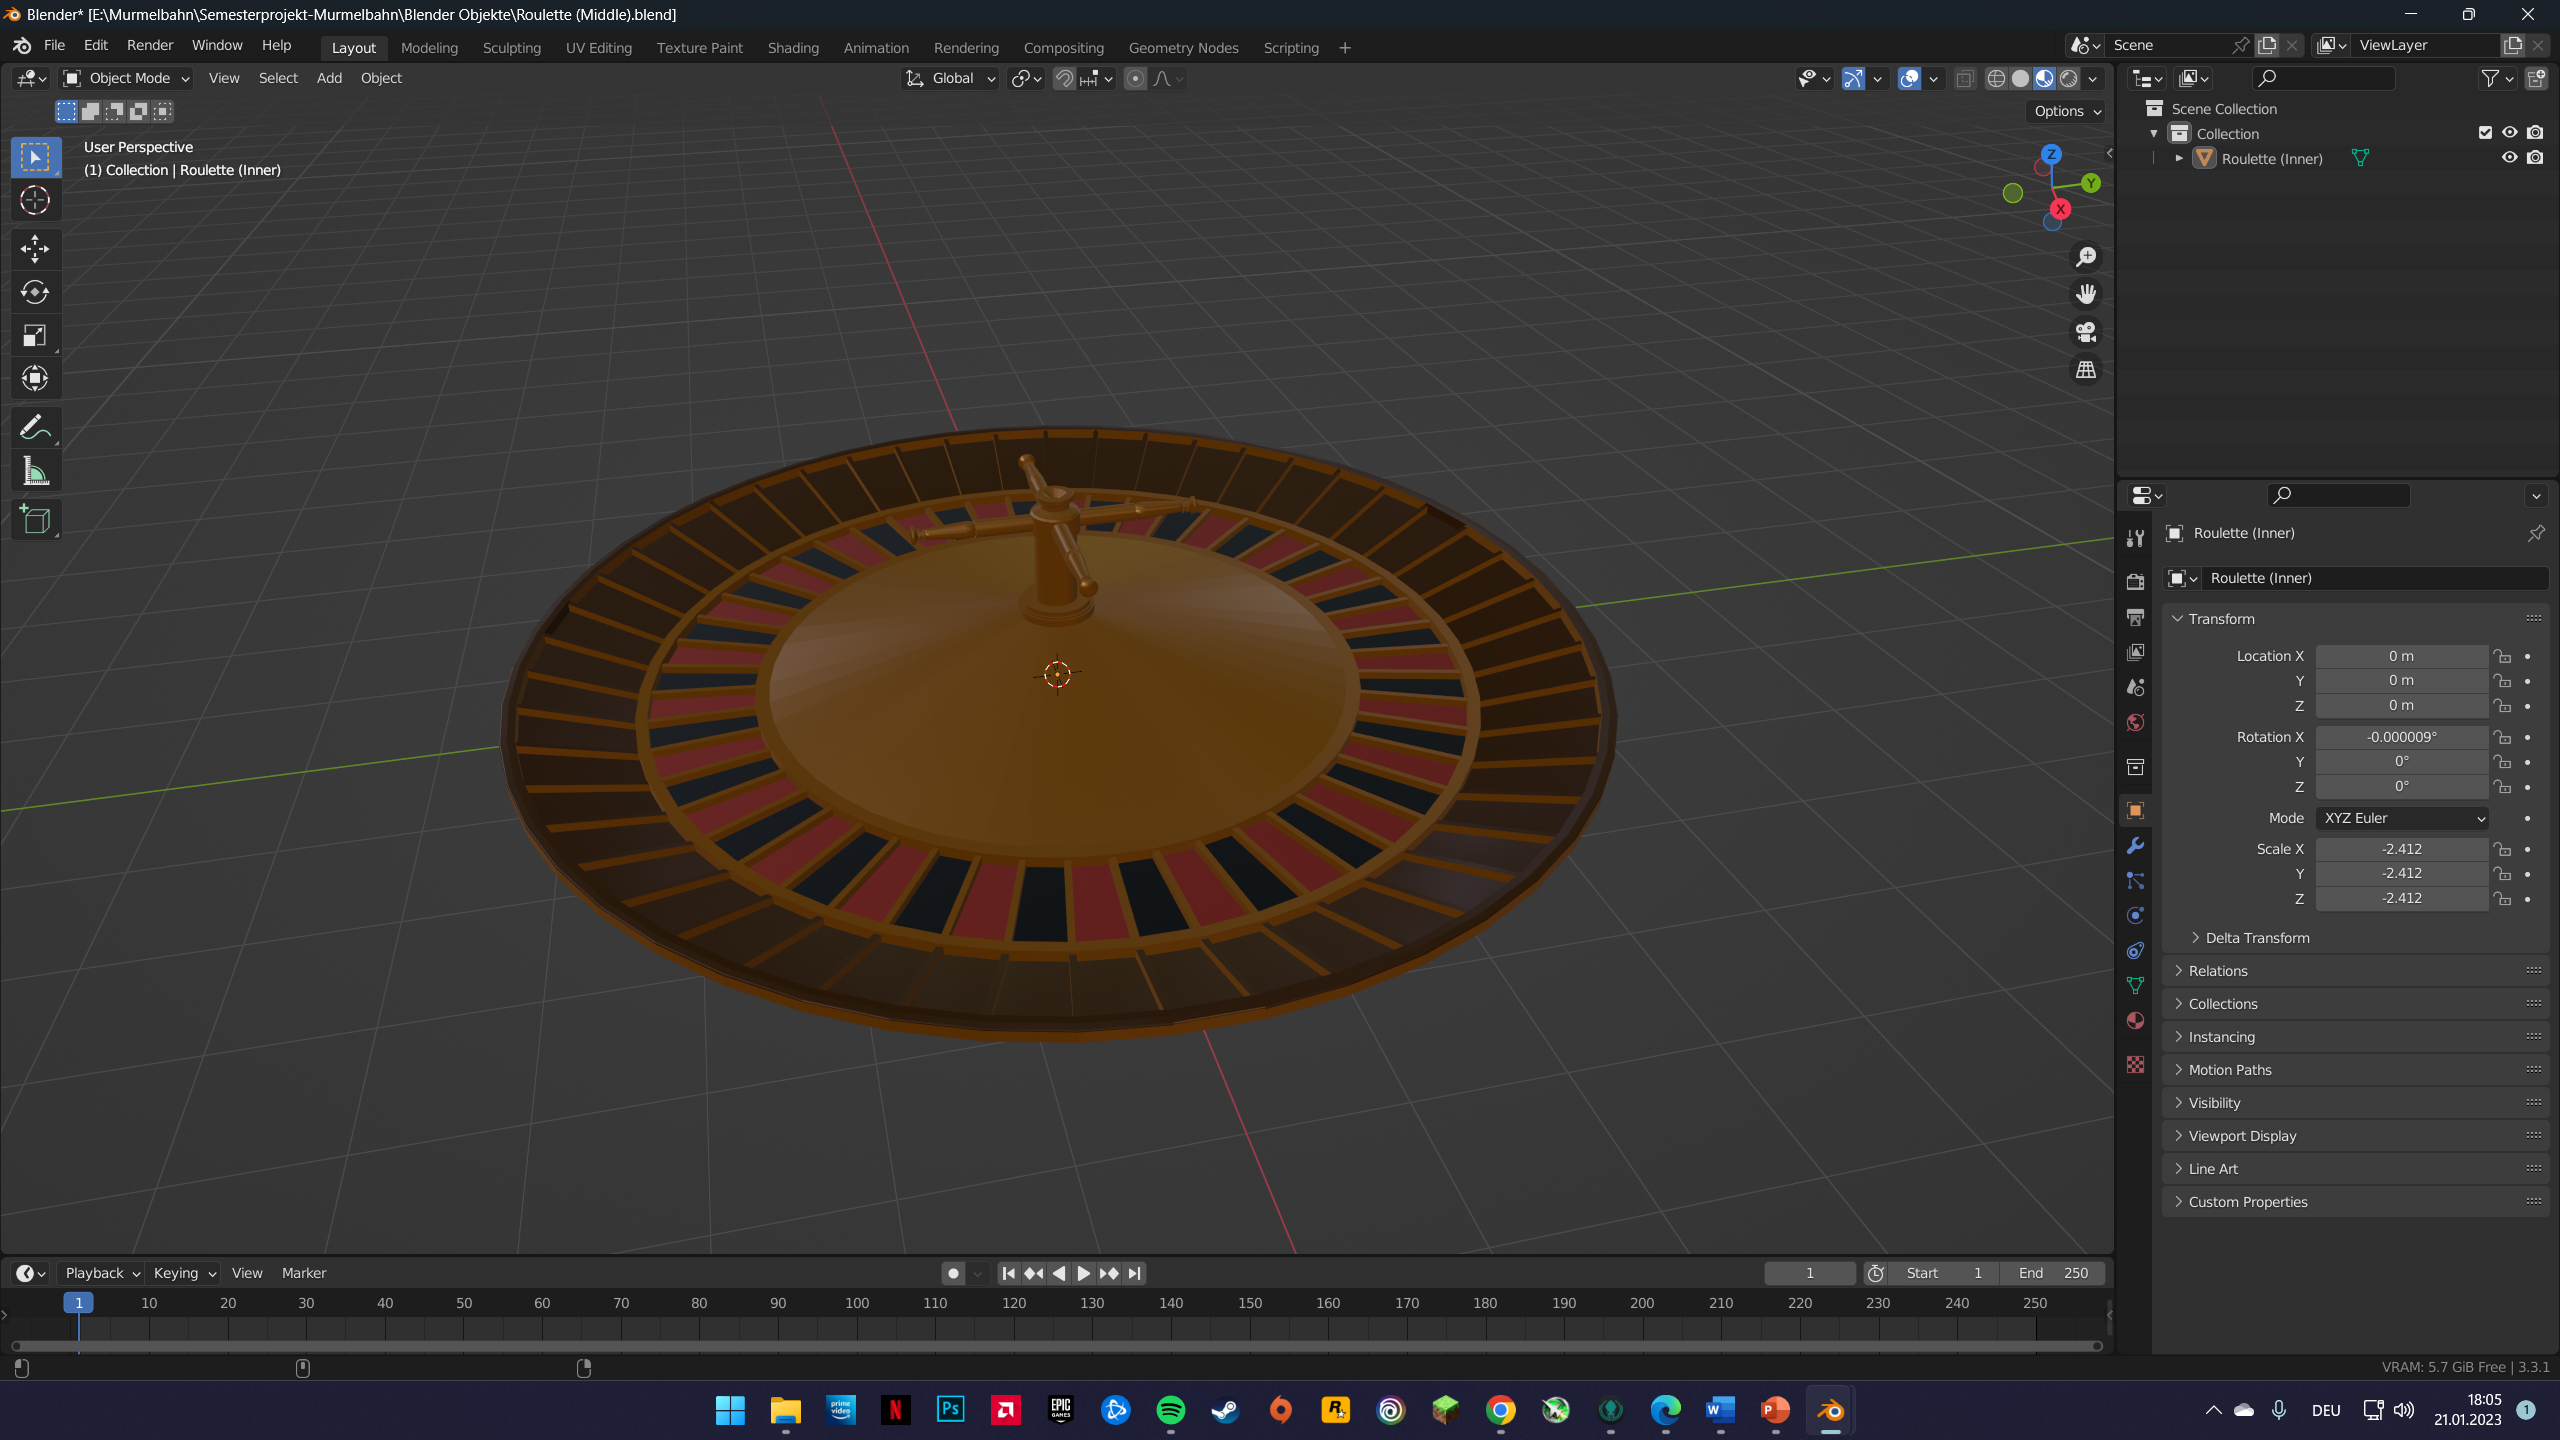 Blender* [E:\Murmelbahn\Semesterprojekt-Murmelbahn\Blender Objekte\Roulette (Middle).blend]
File Edit Render Window Help Layout Modeling Sculpting UV Editing Texture Paint Shading Animation Rendering Compositing Geometry Nodes Scripting + Scene ViewLayer
Object Mode View Select Add Object Global
Options
User Perspective
(1) Collection | Roulette (Inner)
Z
Y
X
Scene Collection
Collection
Roulette (Inner)
Roulette (Inner)
Roulette (Inner)
Transform
Location X 0 m
Y 0 m
Z 0 m
Rotation X -0.000009°
Y 0°
Z 0°
Mode XYZ Euler
Scale X -2.412
Y -2.412
Z -2.412
Delta Transform
Relations
Collections
Instancing
Motion Paths
Visibility
Viewport Display
Line Art
Custom Properties
Playback Keying View Marker 1 Start 1 End 250
1 10 20 30 40 50 60 70 80 90 100 110 120 130 140 150 160 170 180 190 200 210 220 230 240 250
VRAM: 5.7 GiB Free | 3.3.1
prime video N Ps EPIC GAMES R W P DEU 18:05
21.01.2023 1